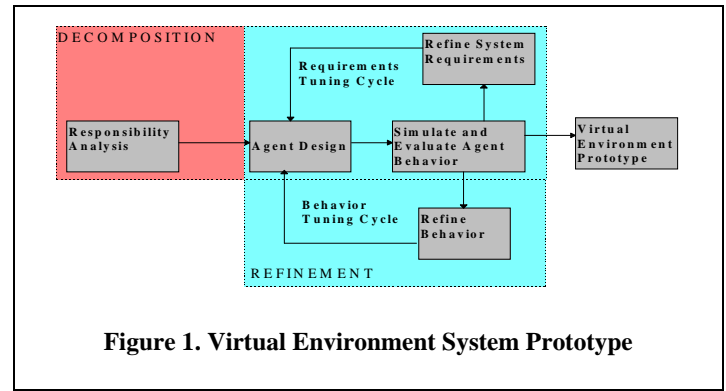 DECOMPOSITION
Refine System
Requirements
Requirements
Tuning Cycle
Responsibility
Analysis
Agent Design
Simulate and
Evaluate Agent
Behavior
Virtual
Environment
Prototype
Behavior
Tuning Cycle
Refine
Behavior
REFINEMENT
Figure 1. Virtual Environment System Prototype